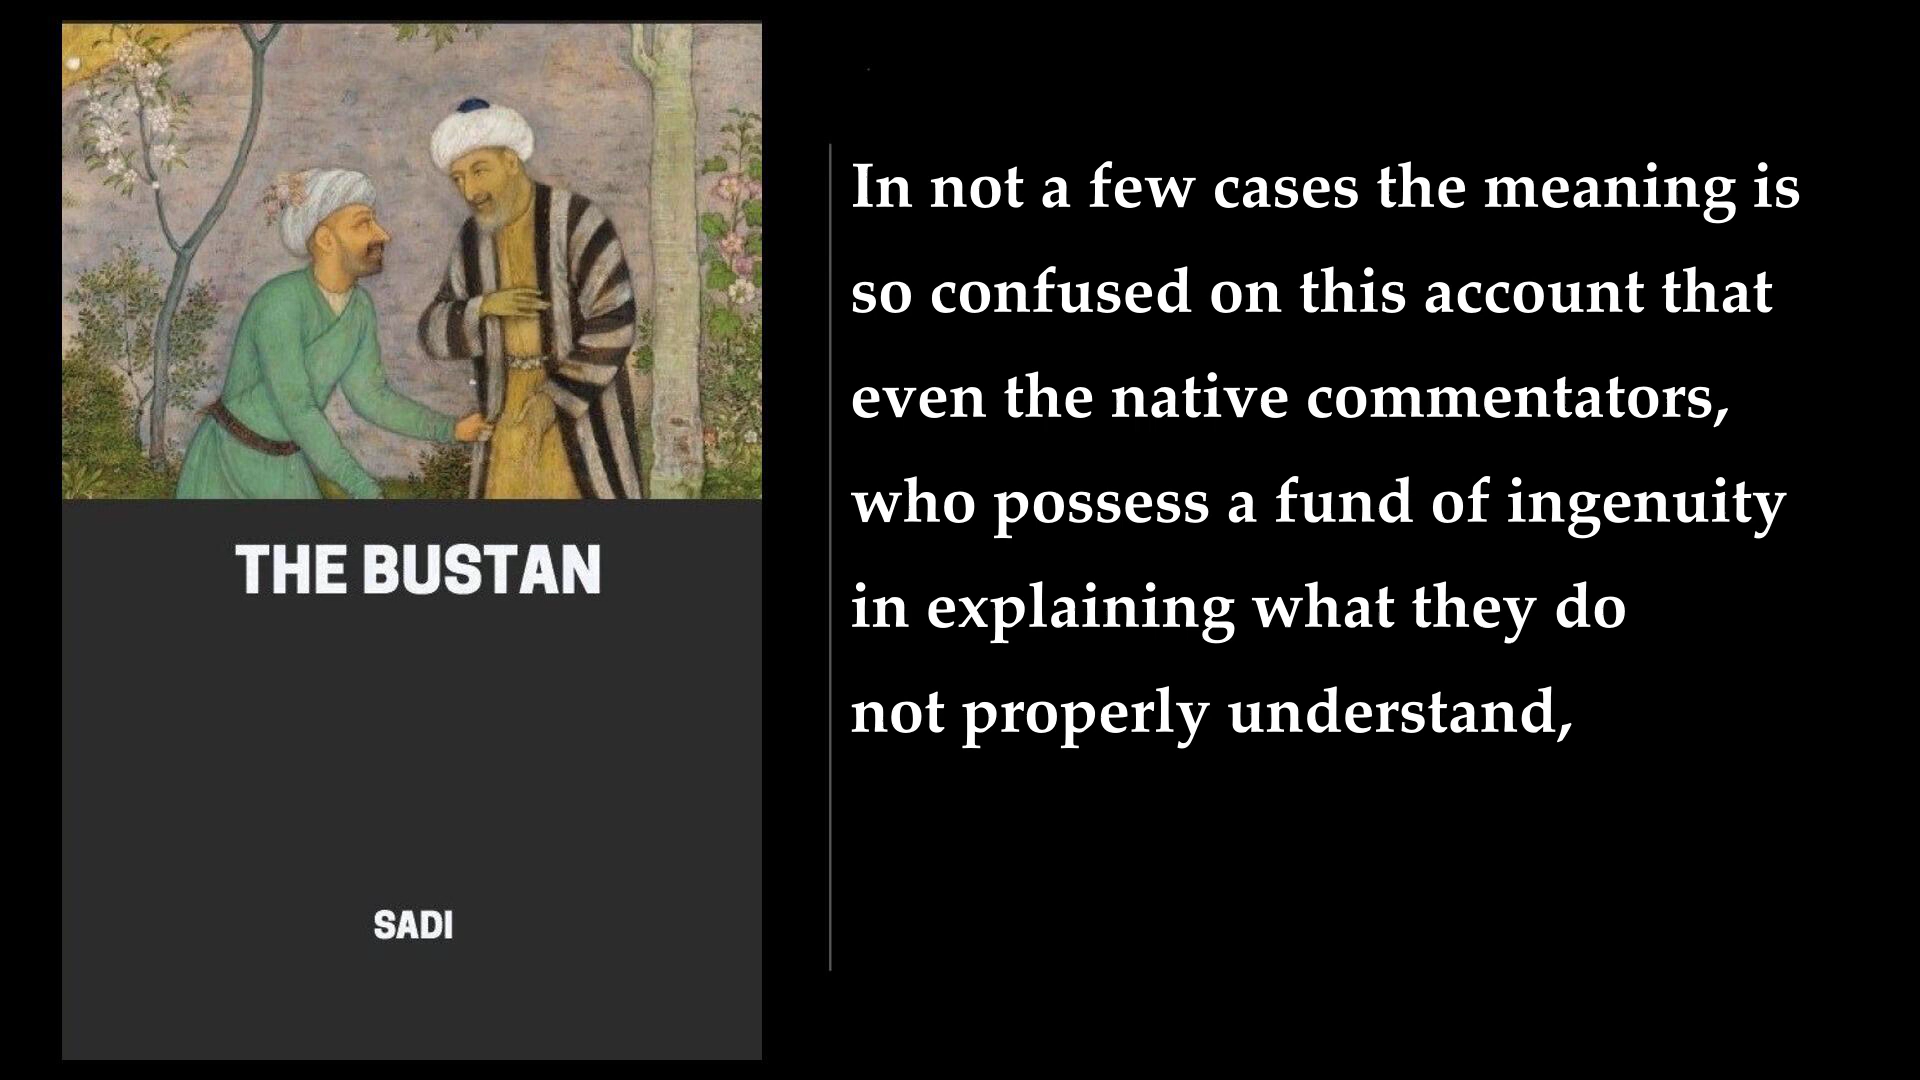 THE BUSTAN
SADI
In not a few cases the meaning is
so confused on this account that
even the native commentators,
who possess a fund of ingenuity
in explaining what they do
not properly understand,